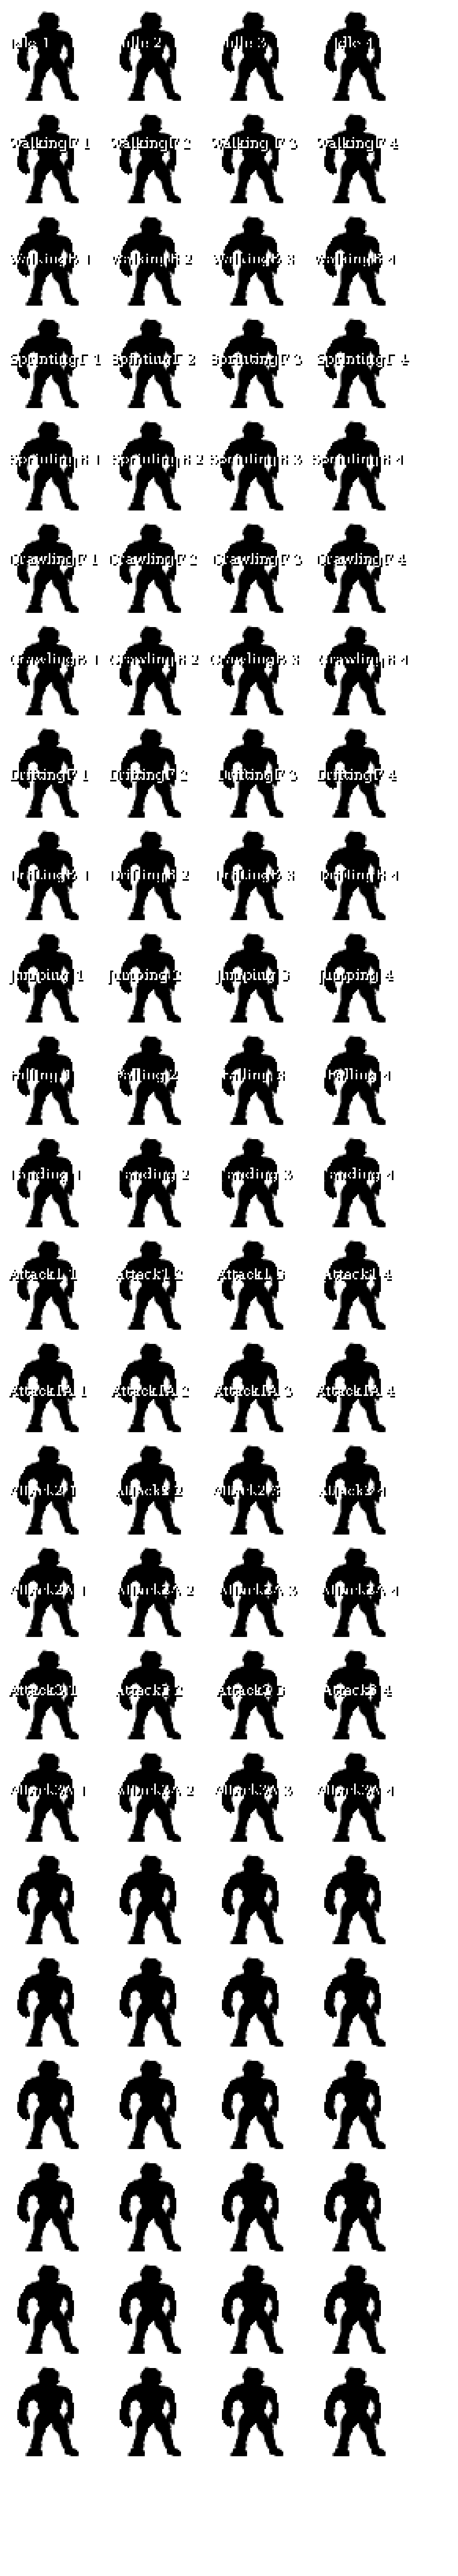 Idle 1 Idle 2 Idle 3 Idle 4
WalkingF 1 WalkingF 2 WalkingF 3 WalkingF 4
WalkingB 1 WalkingB 2 WalkingB 3 WalkingB 4
SprintingF 1 SprintingF 2 SprintingF 3 SprintingF 4
SprintingB 1 SprintingB 2 SprintingB 3 SprintingB 4
CrawlingF 1 CrawlingF 2 CrawlingF 3 CrawlingF 4
CrawlingB 1 CrawlingB 2 CrawlingB 3 CrawlingB 4
DriftingF 1 DriftingF 2 DriftingF 3 DriftingF 4
DriftingB 1 DriftingB 2 DriftingB 3 DriftingB 4
Jumping 1 Jumping 2 Jumping 3 Jumping 4
Falling 1 Falling 2 Falling 3 Falling 4
Landing 1 Landing 2 Landing 3 Landing 4
Attack1 1 Attack1 2 Attack1 3 Attack1 4
Attack1A 1 Attack1A 2 Attack1A 3 Attack1A 4
Attack2 1 Attack2 2 Attack2 3 Attack2 4
Attack2A 1 Attack2A 2 Attack2A 3 Attack2A 4
Attack3 1 Attack3 2 Attack3 3 Attack3 4
Attack3A 1 Attack3A 2 Attack3A 3 Attack3A 4